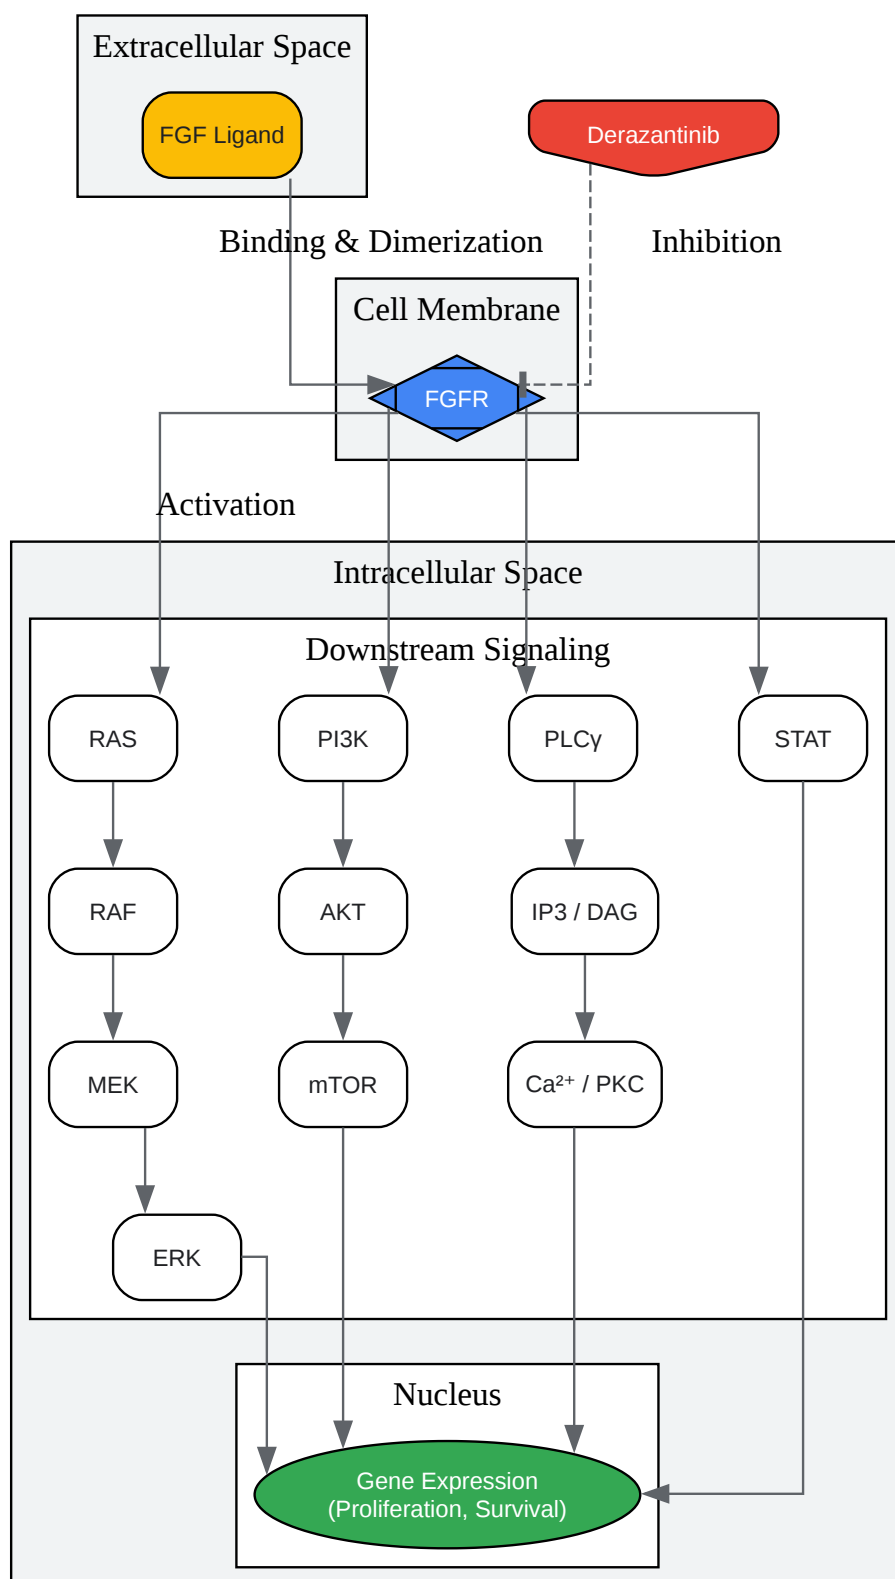 Extracellular Space
FGF Ligand
Derazantinib
Binding & Dimerization
Inhibition
Cell Membrane
FGFR
Activation
Intracellular Space
Downstream Signaling
RAS
PI3K
PLCγ
STAT
RAF
AKT
IP3 / DAG
MEK
mTOR
Ca²⁺ / PKC
ERK
Nucleus
Gene Expression
(Proliferation, Survival)